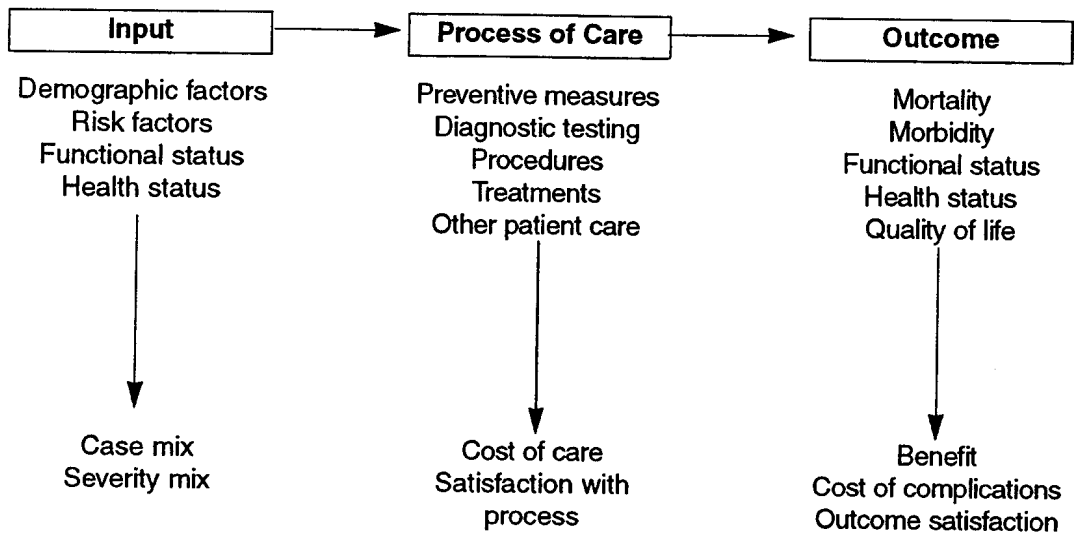 Input
Demographic factors
Risk factors
Functional status
Health status
Case mix
Severity mix
Process of Care
Preventive measures
Diagnostic testing
Procedures
Treatments
Other patient care
Cost of care
Satisfaction with
process
Outcome
Mortality
Morbidity
Functional status
Health status
Quality of life
Benefit
Cost of complications
Outcome satisfaction